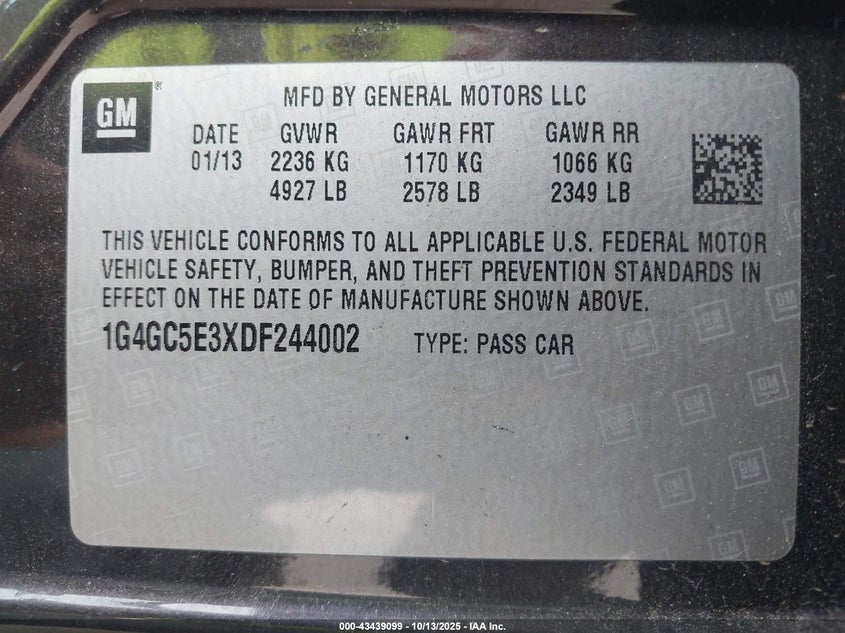 GM ®
MFD BY GENERAL MOTORS LLC
DATE GVWR GAWR FRT GAWR RR
01/13 2236 KG 1170 KG 1066 KG
4927 LB 2578 LB 2349 LB
THIS VEHICLE CONFORMS TO ALL APPLICABLE U.S. FEDERAL MOTOR
VEHICLE SAFETY, BUMPER, AND THEFT PREVENTION STANDARDS IN
EFFECT ON THE DATE OF MANUFACTURE SHOWN ABOVE.
1G4GC5E3XDF244002 TYPE: PASS CAR
000-43439099 - 10/13/2025 - IAA Inc.